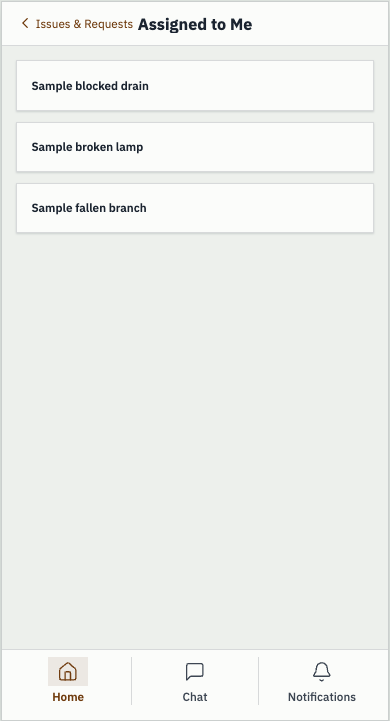 Issues & Requests Assigned to Me
Sample blocked drain
Sample broken lamp
Sample fallen branch
Home Chat Notifications